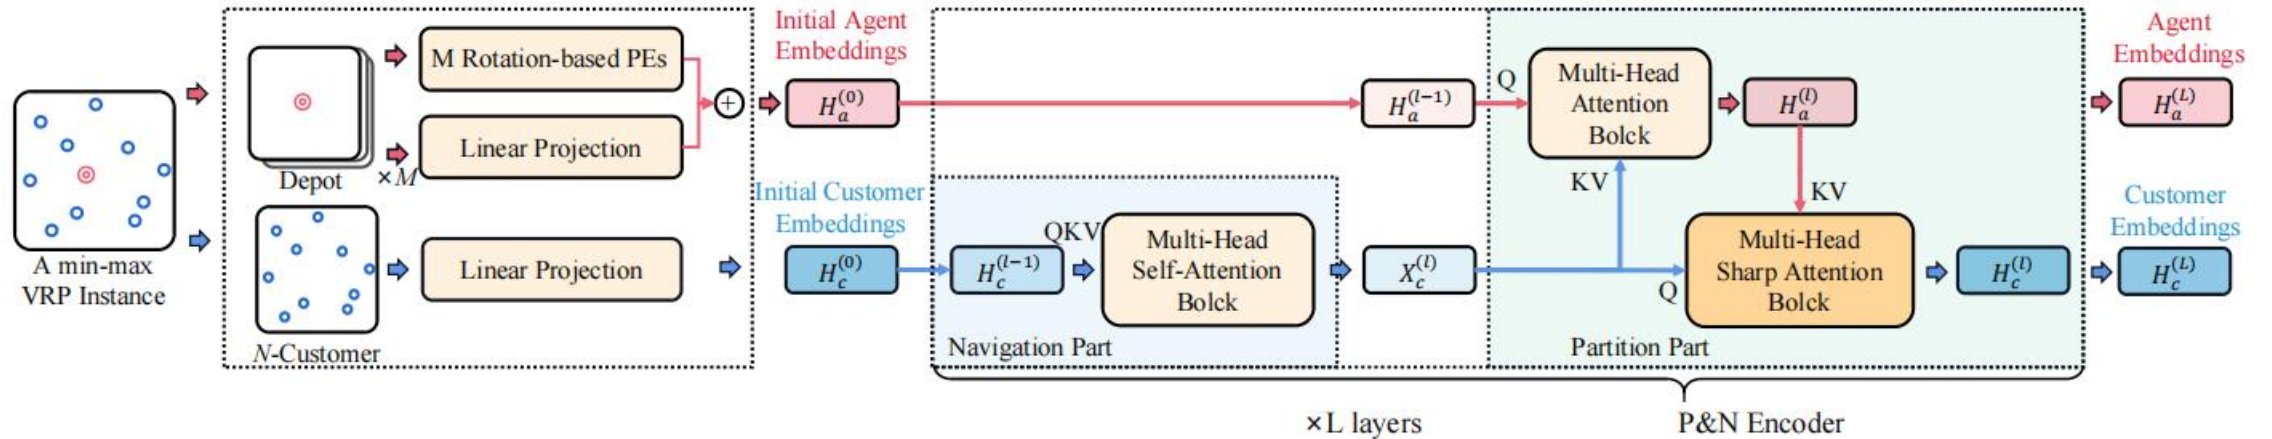 A min-max
VRP Instance
Depot
×M
N-Customer
M Rotation-based PEs
Linear Projection
Linear Projection
+
Initial Agent
Embeddings
H_a^{(0)}
Initial Customer
Embeddings
H_c^{(0)}
H_c^{(l-1)}
QKV
Multi-Head
Self-Attention
Bolck
Navigation Part
H_a^{(l-1)}
X_c^{(l)}
Q
Multi-Head
Attention
Bolck
KV
H_a^{(l)}
KV
Q
Multi-Head
Sharp Attention
Bolck
H_c^{(l)}
Partition Part
Agent
Embeddings
H_a^{(L)}
Customer
Embeddings
H_c^{(L)}
×L layers
P&N Encoder